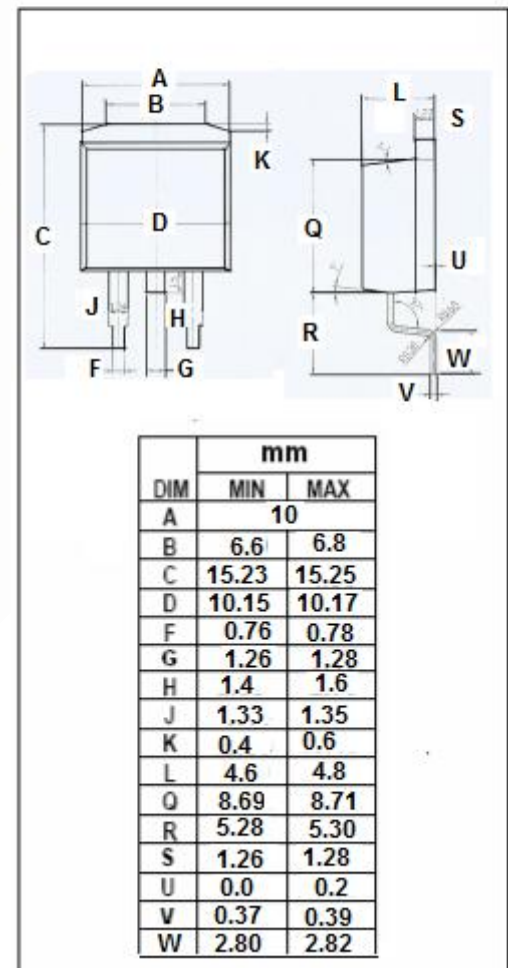 A
B
L
S
K
C
D
Q
U
J
H
R
F
G
V
W
mm
DIM MIN MAX
A 10
B 6.6 6.8
C 15.23 15.25
D 10.15 10.17
F 0.76 0.78
G 1.26 1.28
H 1.4 1.6
J 1.33 1.35
K 0.4 0.6
L 4.6 4.8
Q 8.69 8.71
R 5.28 5.30
S 1.26 1.28
U 0.0 0.2
V 0.37 0.39
W 2.80 2.82